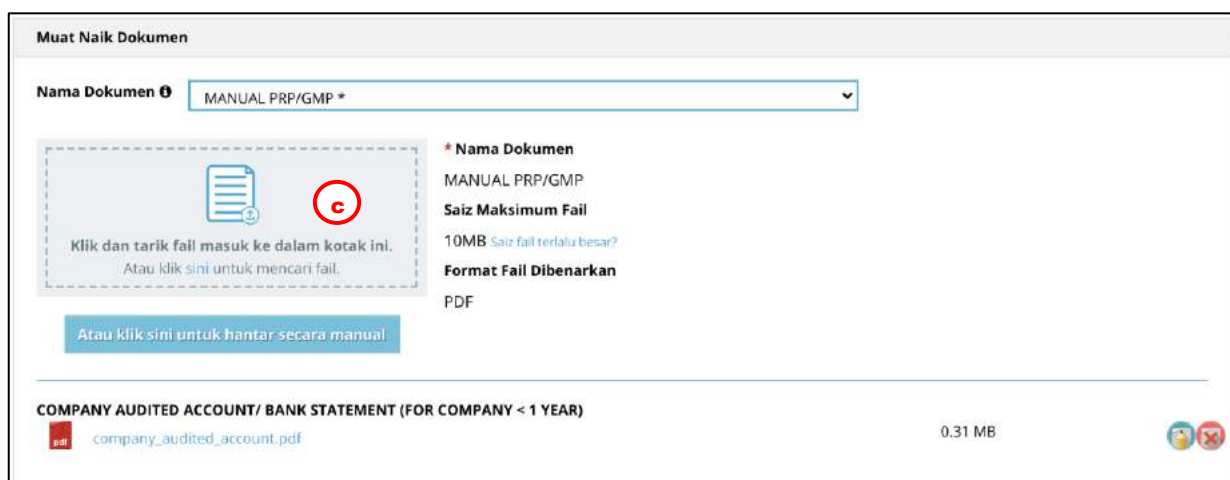 Muat Naik Dokumen
Nama Dokumen
MANUAL PRP/GMP *
c
Klik dan tarik fail masuk ke dalam kotak ini.
Atau klik sini untuk mencari fail.
Atau klik sini untuk hantar secara manual
* Nama Dokumen
MANUAL PRP/GMP
Saiz Maksimum Fail
10MB Saiz fail terlalu besar?
Format Fail Dibenarkan
PDF
COMPANY AUDITED ACCOUNT/ BANK STATEMENT (FOR COMPANY < 1 YEAR)
pdf company_audited_account.pdf 0.31 MB